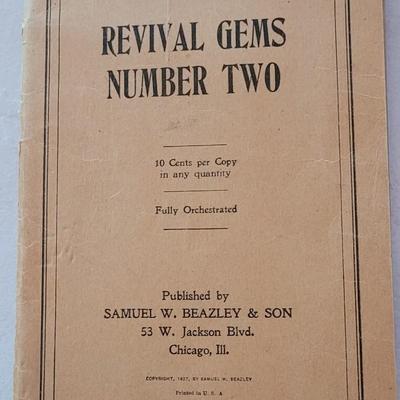 REVIVAL GEMS
NUMBER TWO
10 Cents per Copy
in any quantity
Fully Orchestrated
Published by
SAMUEL W. BEAZLEY & SON
53 W. Jackson Blvd.
Chicago, Ill.
COPYRIGHT, 1927, BY SAMUEL W. BEAZLEY
Printed in U. S. A